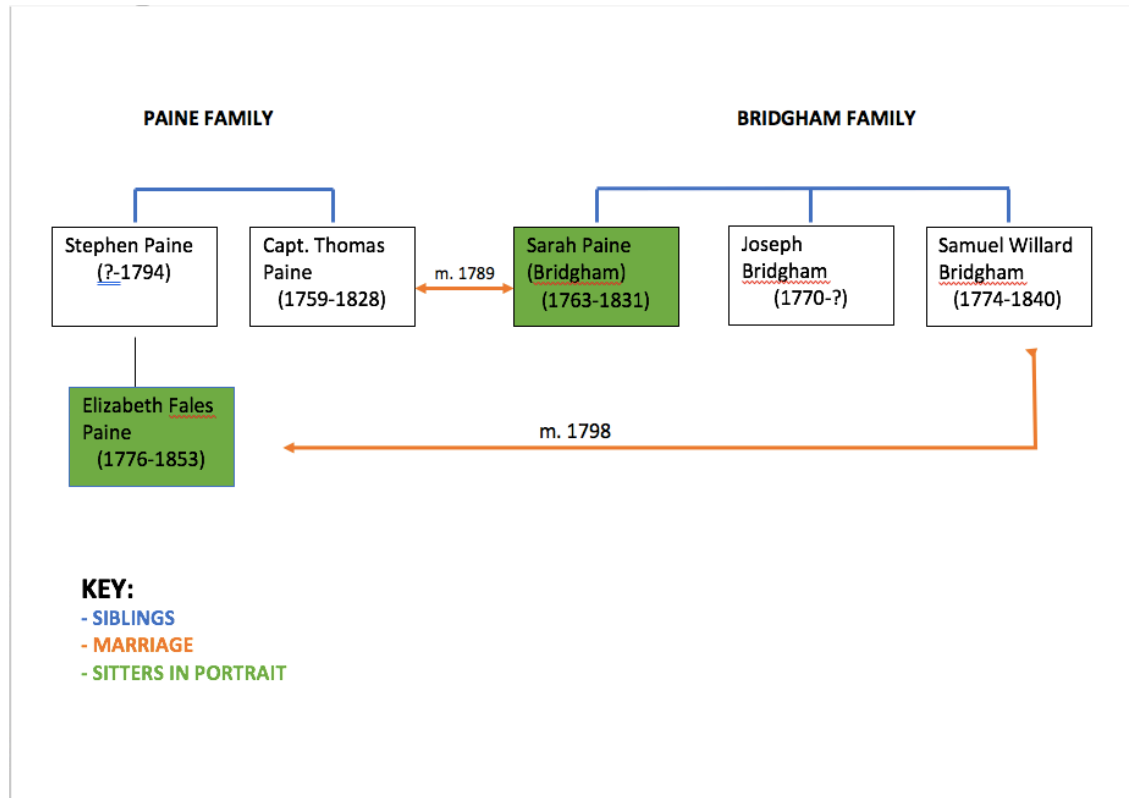 PAINE FAMILY
BRIDGHAM FAMILY
Stephen Paine
(?-1794)
Capt. Thomas
Paine
(1759-1828)
m. 1789
Sarah Paine
(Bridgham)
(1763-1831)
Joseph
Bridgham
(1770-?)
Samuel Willard
Bridgham
(1774-1840)
Elizabeth Fales
Paine
(1776-1853)
m. 1798
KEY:
- SIBLINGS
- MARRIAGE
- SITTERS IN PORTRAIT